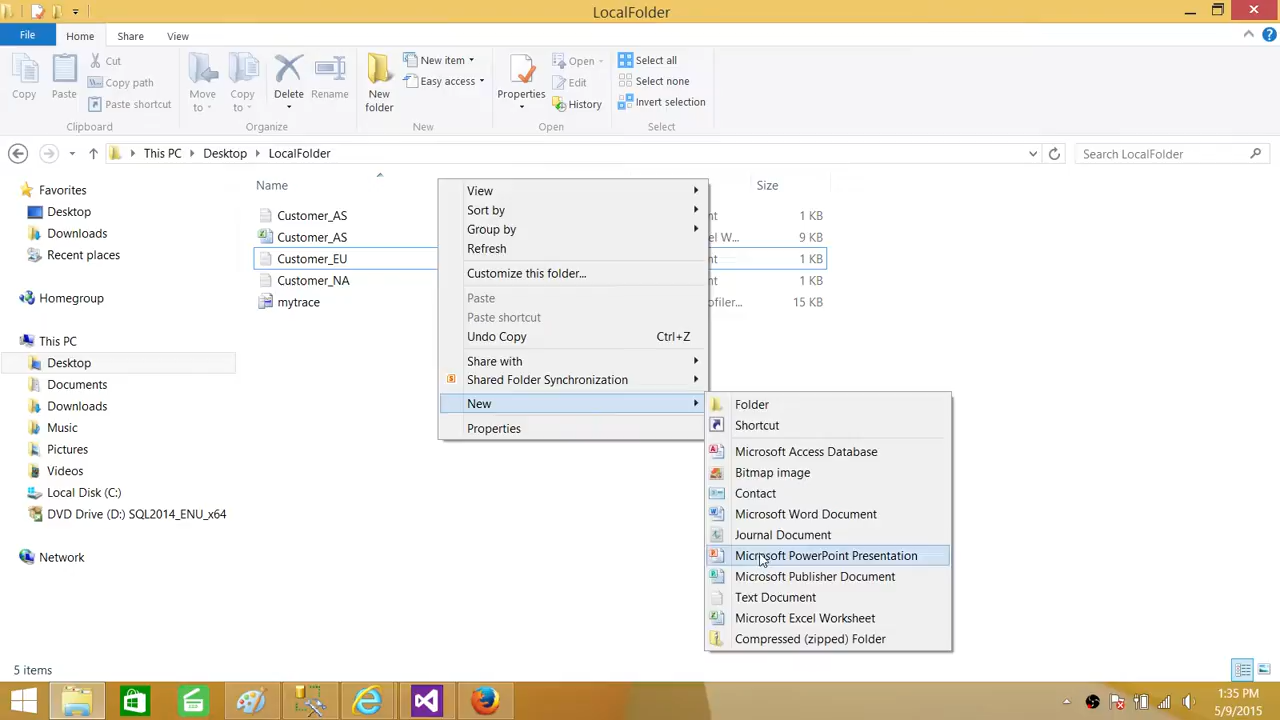 LocalFolder
File
Home
Share
View
Copy
Paste
Cut
Copy path
Paste shortcut
Clipboard
Move to
Copy to
Delete
Rename
Organize
New folder
New item
Easy access
New
Properties
Open
Edit
History
Open
Select all
Select none
Invert selection
Select
This PC
Desktop
LocalFolder
Search LocalFolder
Favorites
Desktop
Downloads
Recent places
Homegroup
This PC
Desktop
Documents
Downloads
Music
Pictures
Videos
Local Disk (C:)
DVD Drive (D:) SQL2014_ENU_x64
Network
Name
Size
Customer_AS
nt
1 KB
Customer_AS
el W...
9 KB
Customer_EU
nt
1 KB
Customer_NA
nt
1 KB
mytrace
ofiler...
15 KB
View
Sort by
Group by
Refresh
Customize this folder...
Paste
Paste shortcut
Undo Copy Ctrl+Z
Share with
Shared Folder Synchronization
New
Properties
Folder
Shortcut
Microsoft Access Database
Bitmap image
Contact
Microsoft Word Document
Journal Document
Microsoft PowerPoint Presentation
Microsoft Publisher Document
Text Document
Microsoft Excel Worksheet
Compressed (zipped) Folder
5 items
1:35 PM
5/9/2015